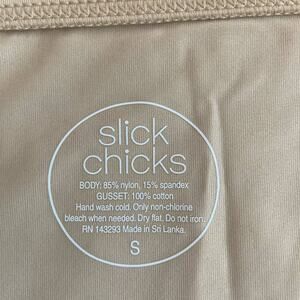 slick
chicks
BODY: 85% nylon, 15% spandex
GUSSET: 100% cotton
Hand wash cold. Only non-chlorine
bleach when needed. Dry flat. Do not iron.
RN 143293 Made in Sri Lanka.
S